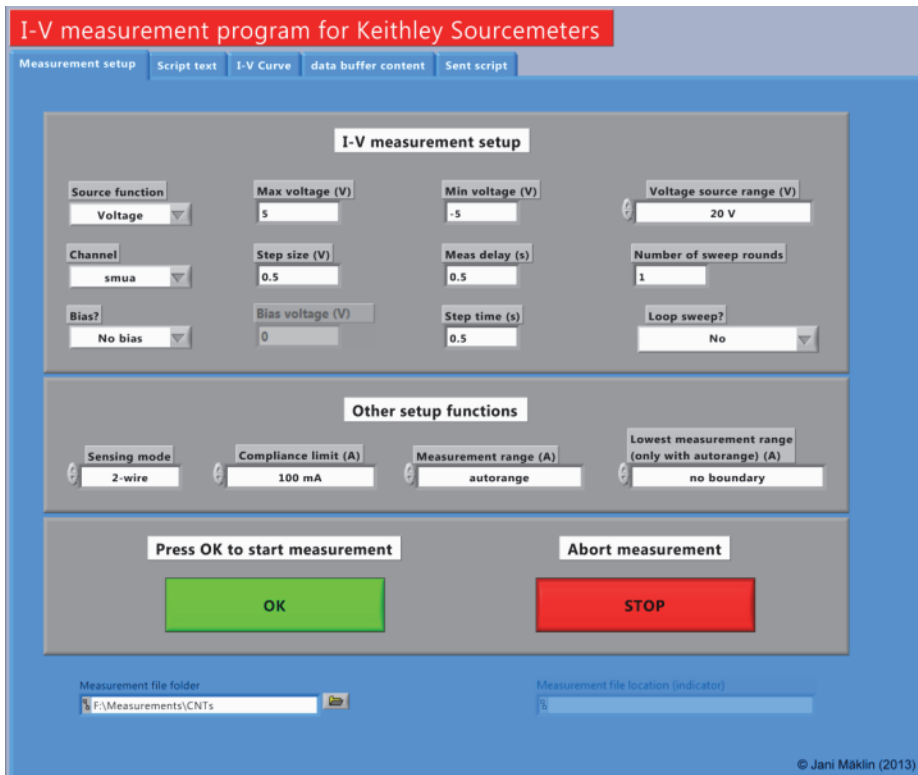 I-V measurement program for Keithley Sourcemeters
Measurement setup Script text I-V Curve data buffer content Sent script
I-V measurement setup
Source function Max voltage (V) Min voltage (V) Voltage source range (V)
Voltage 5 -5 20 V
Channel Step size (V) Meas delay (s) Number of sweep rounds
smua 0.5 0.5 1
Bias? Bias voltage (V) Step time (s) Loop sweep?
No bias 0 0.5 No
Other setup functions
Sensing mode Compliance limit (A) Measurement range (A) Lowest measurement range
(only with autorange) (A)
2-wire 100 mA autorange no boundary
Press OK to start measurement Abort measurement
OK STOP
Measurement file folder Measurement file location (indicator)
F:\Measurements\CNTs
© Jani Mäklin (2013)